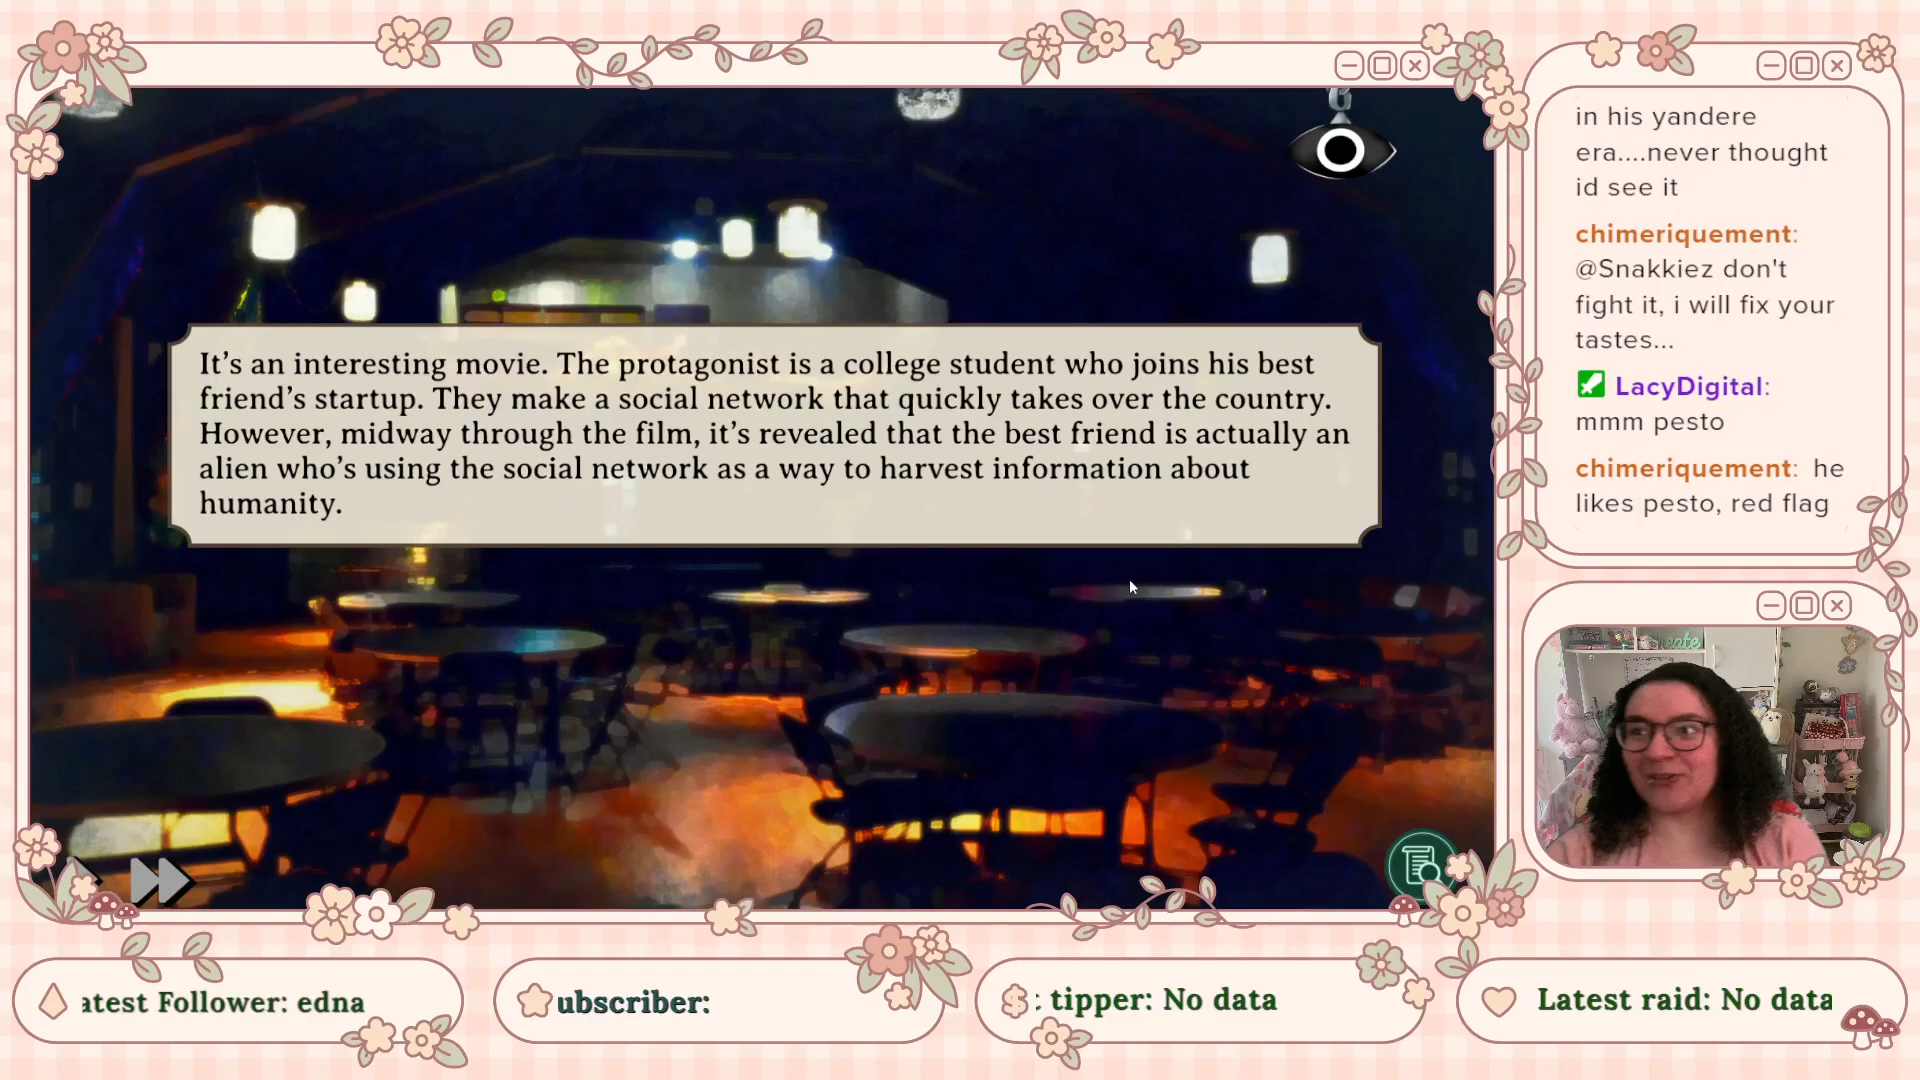 It's an interesting movie. The protagonist is a college student who joins his best
friend's startup. They make a social network that quickly takes over the country.
However, midway through the film, it's revealed that the best friend is actually an
alien who's using the social network as a way to harvest information about
humanity.
in his yandere
era....never thought
id see it
chimeriquement:
@Snakkiez don't
fight it, i will fix your
tastes...
LacyDigital:
mmm pesto
chimeriquement: he
likes pesto, red flag
create
atest Follower: edna
ubscriber:
: tipper: No data
Latest raid: No data